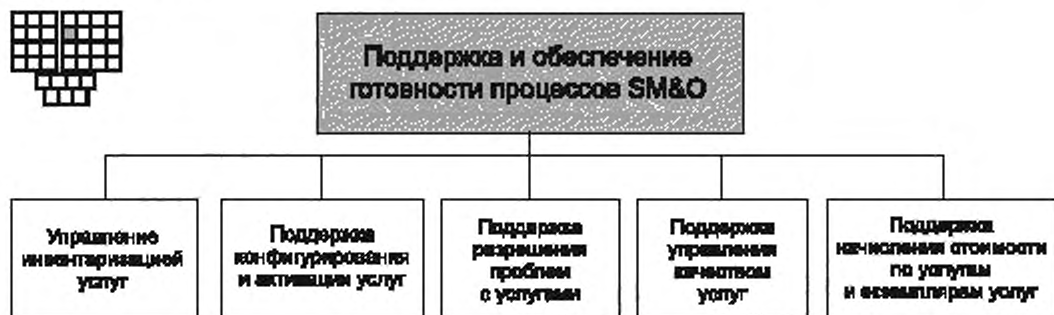 Поддержка и обеспечение
готовности процессов SM&O
Управление
инвентаризацией
услуг
Поддержка
конфигурирования
и активации услуг
Поддержка
разрешения
проблем
с услугами
Поддержка
управления
качеством
услуг
Поддержка
начисления стоимости
по услугам
и экземплярам услуг